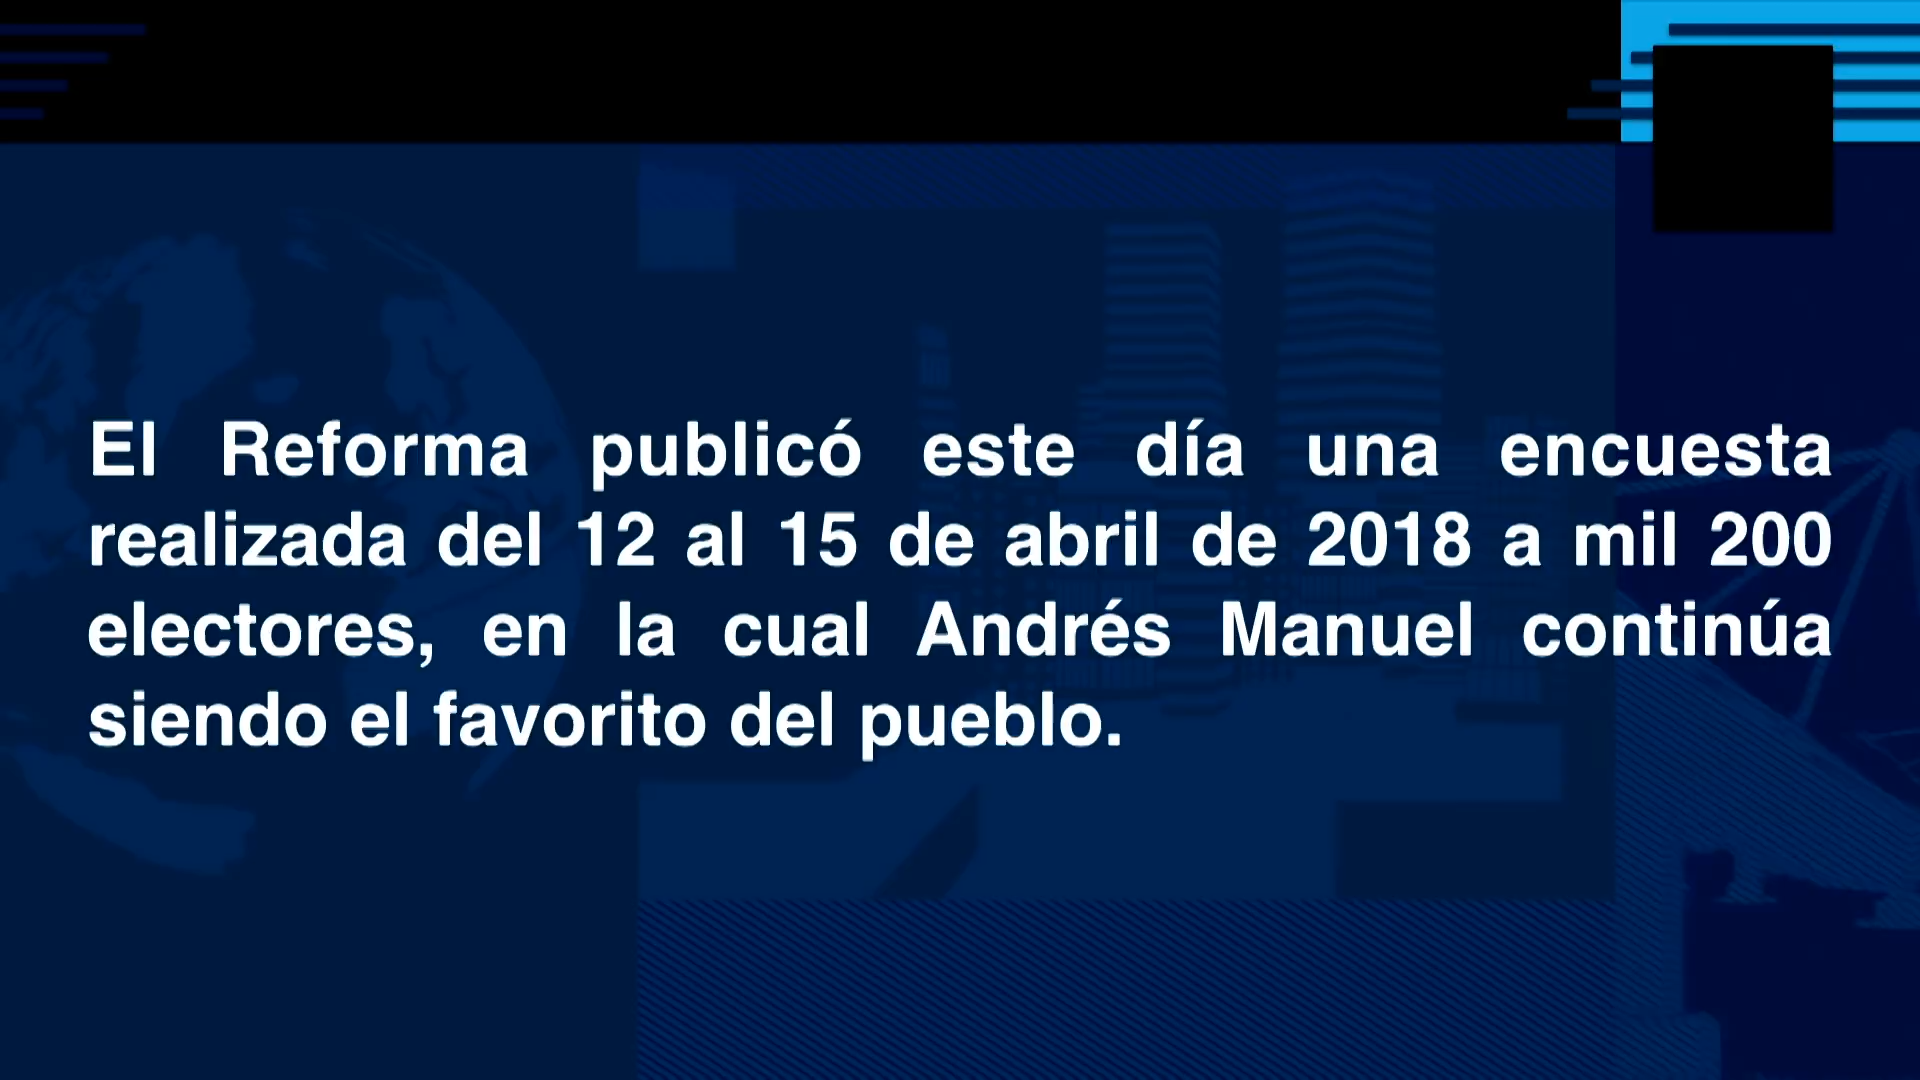 El Reforma publicó este día una encuesta
realizada del 12 al 15 de abril de 2018 a mil 200
electores, en la cual Andrés Manuel continúa
siendo el favorito del pueblo.